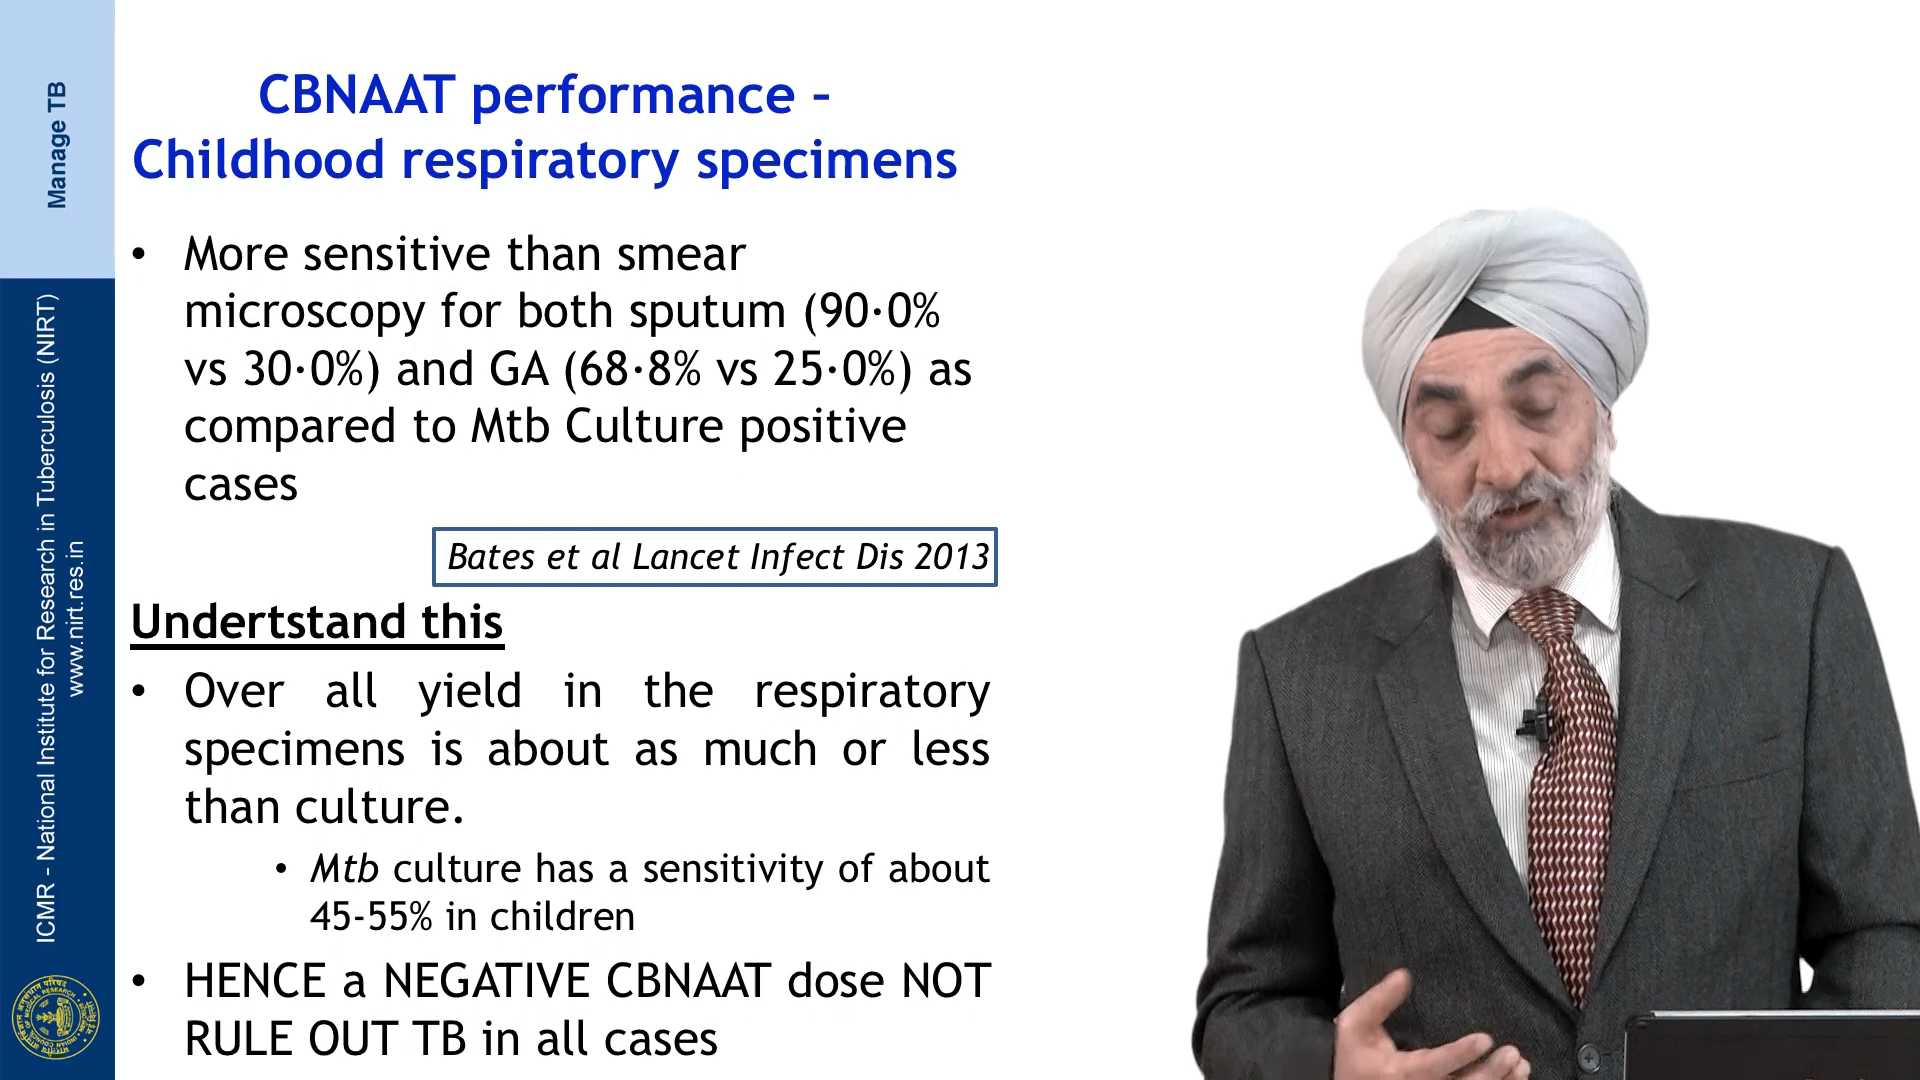 Manage TB
ICMR - National Institute for Research in Tuberculosis (NIRT)
www.nirt.res.in
CBNAAT performance –
Childhood respiratory specimens
• More sensitive than smear
microscopy for both sputum (90·0%
vs 30·0%) and GA (68·8% vs 25·0%) as
compared to Mtb Culture positive
cases
Bates et al Lancet Infect Dis 2013
Undertstand this
• Over all yield in the respiratory
specimens is about as much or less
than culture.
• Mtb culture has a sensitivity of about
45-55% in children
• HENCE a NEGATIVE CBNAAT dose NOT
RULE OUT TB in all cases